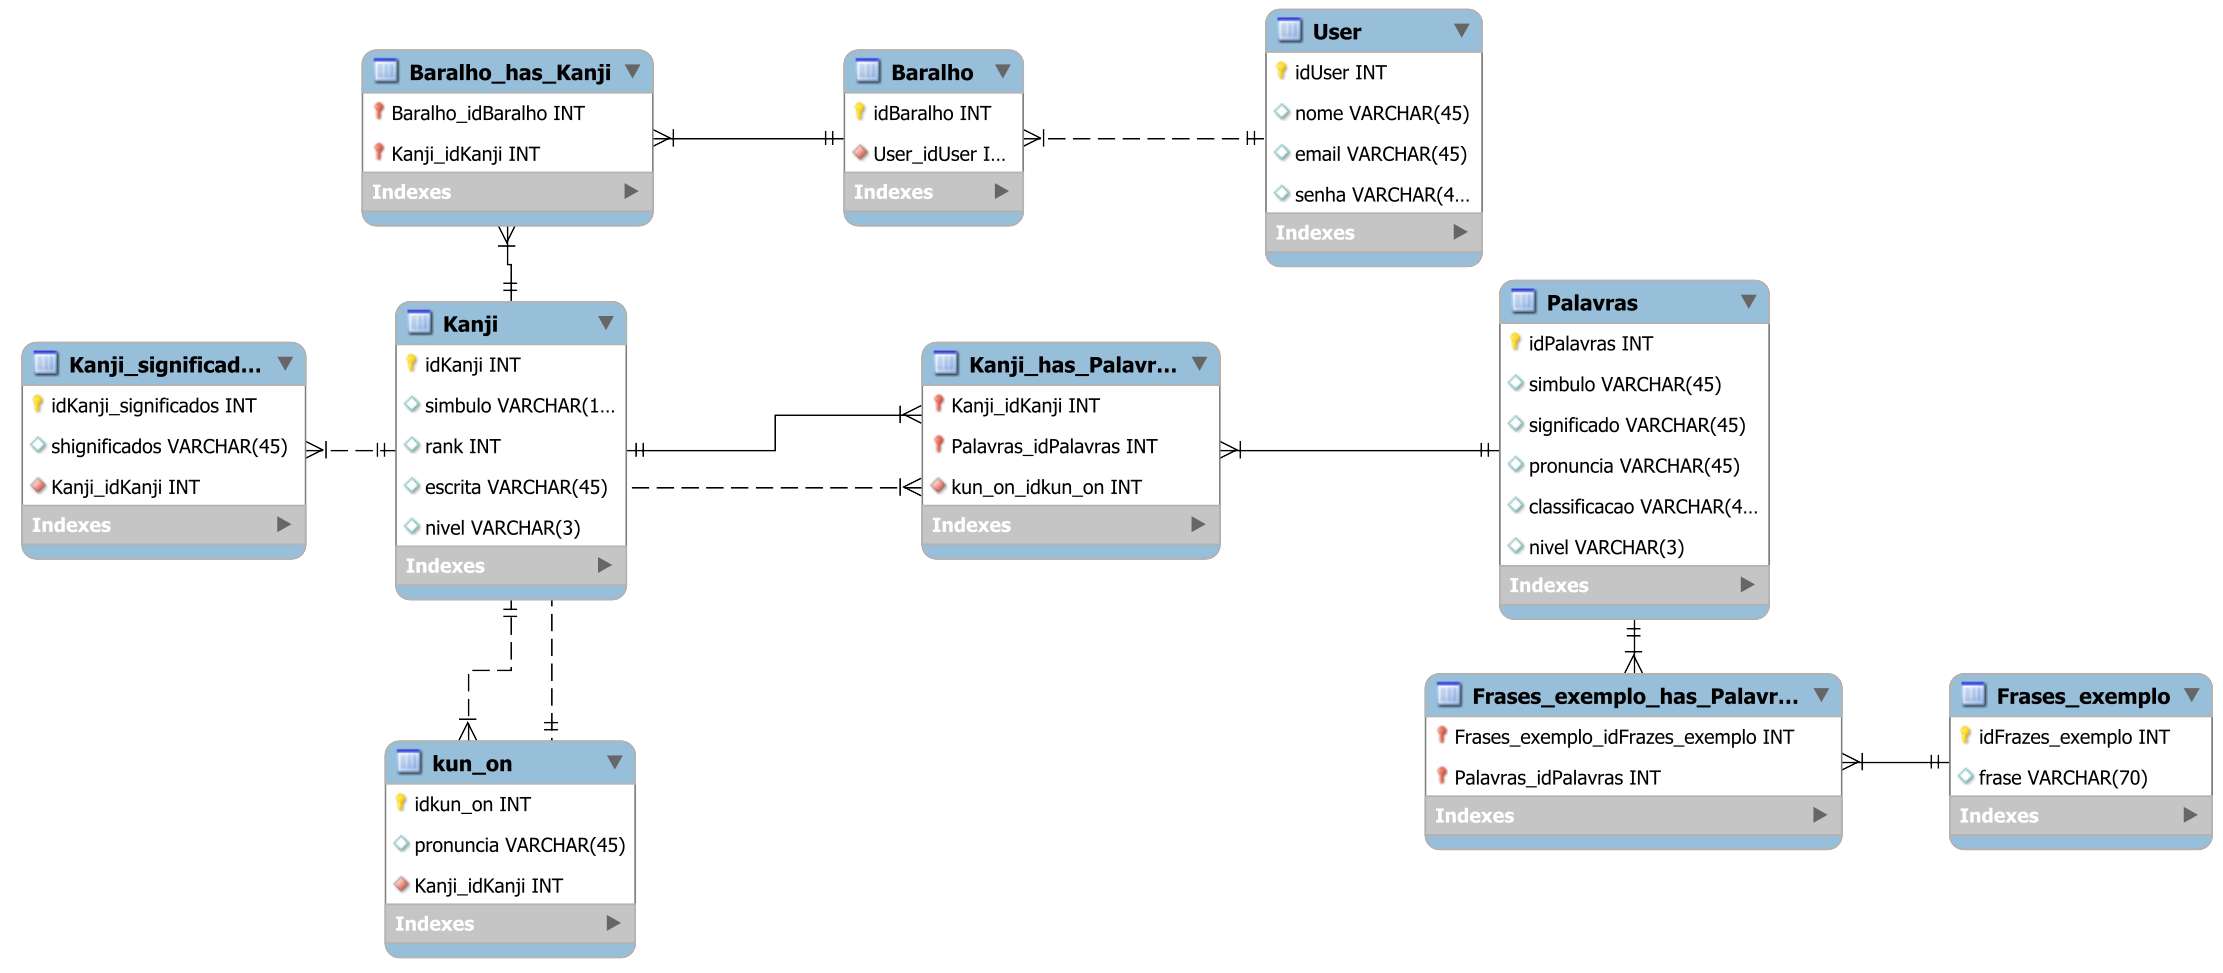 User
idUser INT
nome VARCHAR(45)
email VARCHAR(45)
senha VARCHAR(4...
Indexes
Baralho_has_Kanji
Baralho_idBaralho INT
Kanji_idKanji INT
Indexes
Baralho
idBaralho INT
User_idUser I...
Indexes
Kanji
idKanji INT
simbulo VARCHAR(1...
rank INT
escrita VARCHAR(45)
nivel VARCHAR(3)
Indexes
Kanji_significad...
idKanji_significados INT
shignificados VARCHAR(45)
Kanji_idKanji INT
Indexes
Kanji_has_Palavr...
Kanji_idKanji INT
Palavras_idPalavras INT
kun_on_idkun_on INT
Indexes
Palavras
idPalavras INT
simbulo VARCHAR(45)
significado VARCHAR(45)
pronuncia VARCHAR(45)
classificacao VARCHAR(4...
nivel VARCHAR(3)
Indexes
kun_on
idkun_on INT
pronuncia VARCHAR(45)
Kanji_idKanji INT
Indexes
Frases_exemplo_has_Palavr...
Frases_exemplo_idFrazes_exemplo INT
Palavras_idPalavras INT
Indexes
Frases_exemplo
idFrazes_exemplo INT
frase VARCHAR(70)
Indexes